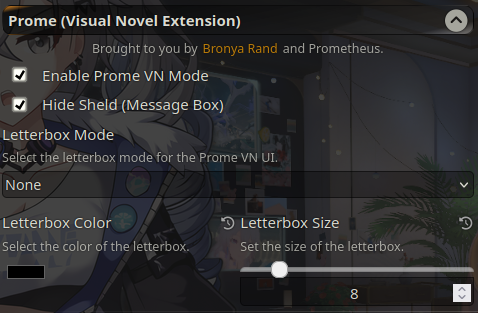 Prome (Visual Novel Extension)
Brought to you by Bronya Rand and Prometheus.
Enable Prome VN Mode
Hide Sheld (Message Box)
Letterbox Mode
Select the letterbox mode for the Prome VN UI.
None
Letterbox Color
Select the color of the letterbox.
Letterbox Size
Set the size of the letterbox.
8